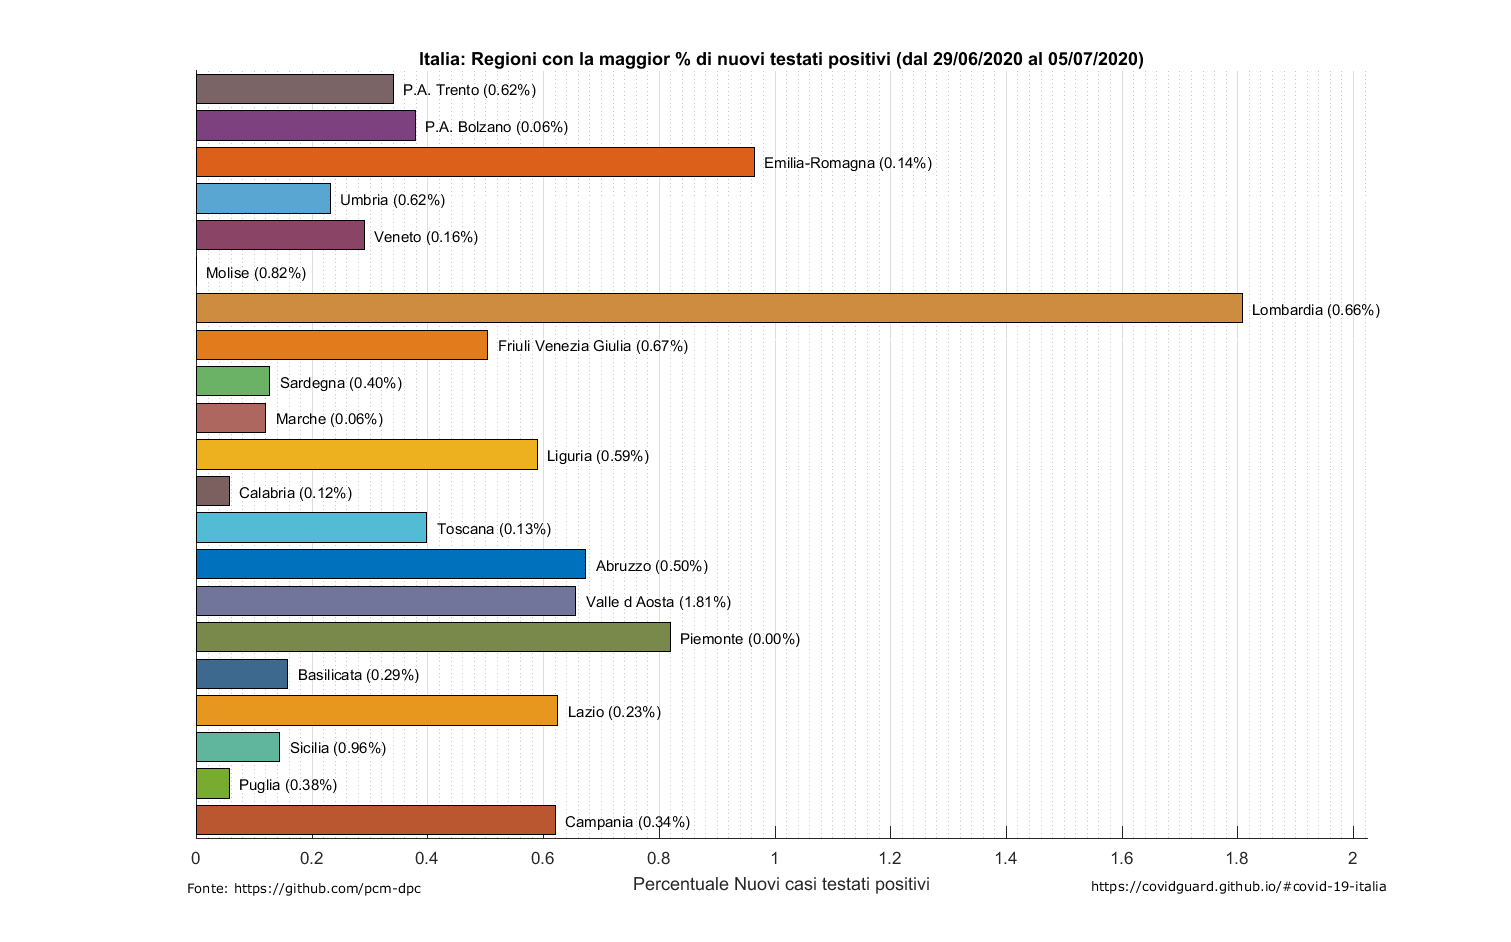 Italia: Regioni con la maggior % di nuovi testati positivi (dal 29/06/2020 al 05/07/2020)
P.A. Trento (0.62%)
P.A. Bolzano (0.06%)
Emilia-Romagna (0.14%)
Umbria (0.62%)
Veneto (0.16%)
Molise (0.82%)
Lombardia (0.66%)
Friuli Venezia Giulia (0.67%)
Sardegna (0.40%)
Marche (0.06%)
Liguria (0.59%)
Calabria (0.12%)
Toscana (0.13%)
Abruzzo (0.50%)
Valle d Aosta (1.81%)
Piemonte (0.00%)
Basilicata (0.29%)
Lazio (0.23%)
Sicilia (0.96%)
Puglia (0.38%)
Campania (0.34%)
0 0.2 0.4 0.6 0.8 1 1.2 1.4 1.6 1.8 2
Percentuale Nuovi casi testati positivi
Fonte: https://github.com/pcm-dpc
https://covidguard.github.io/#covid-19-italia